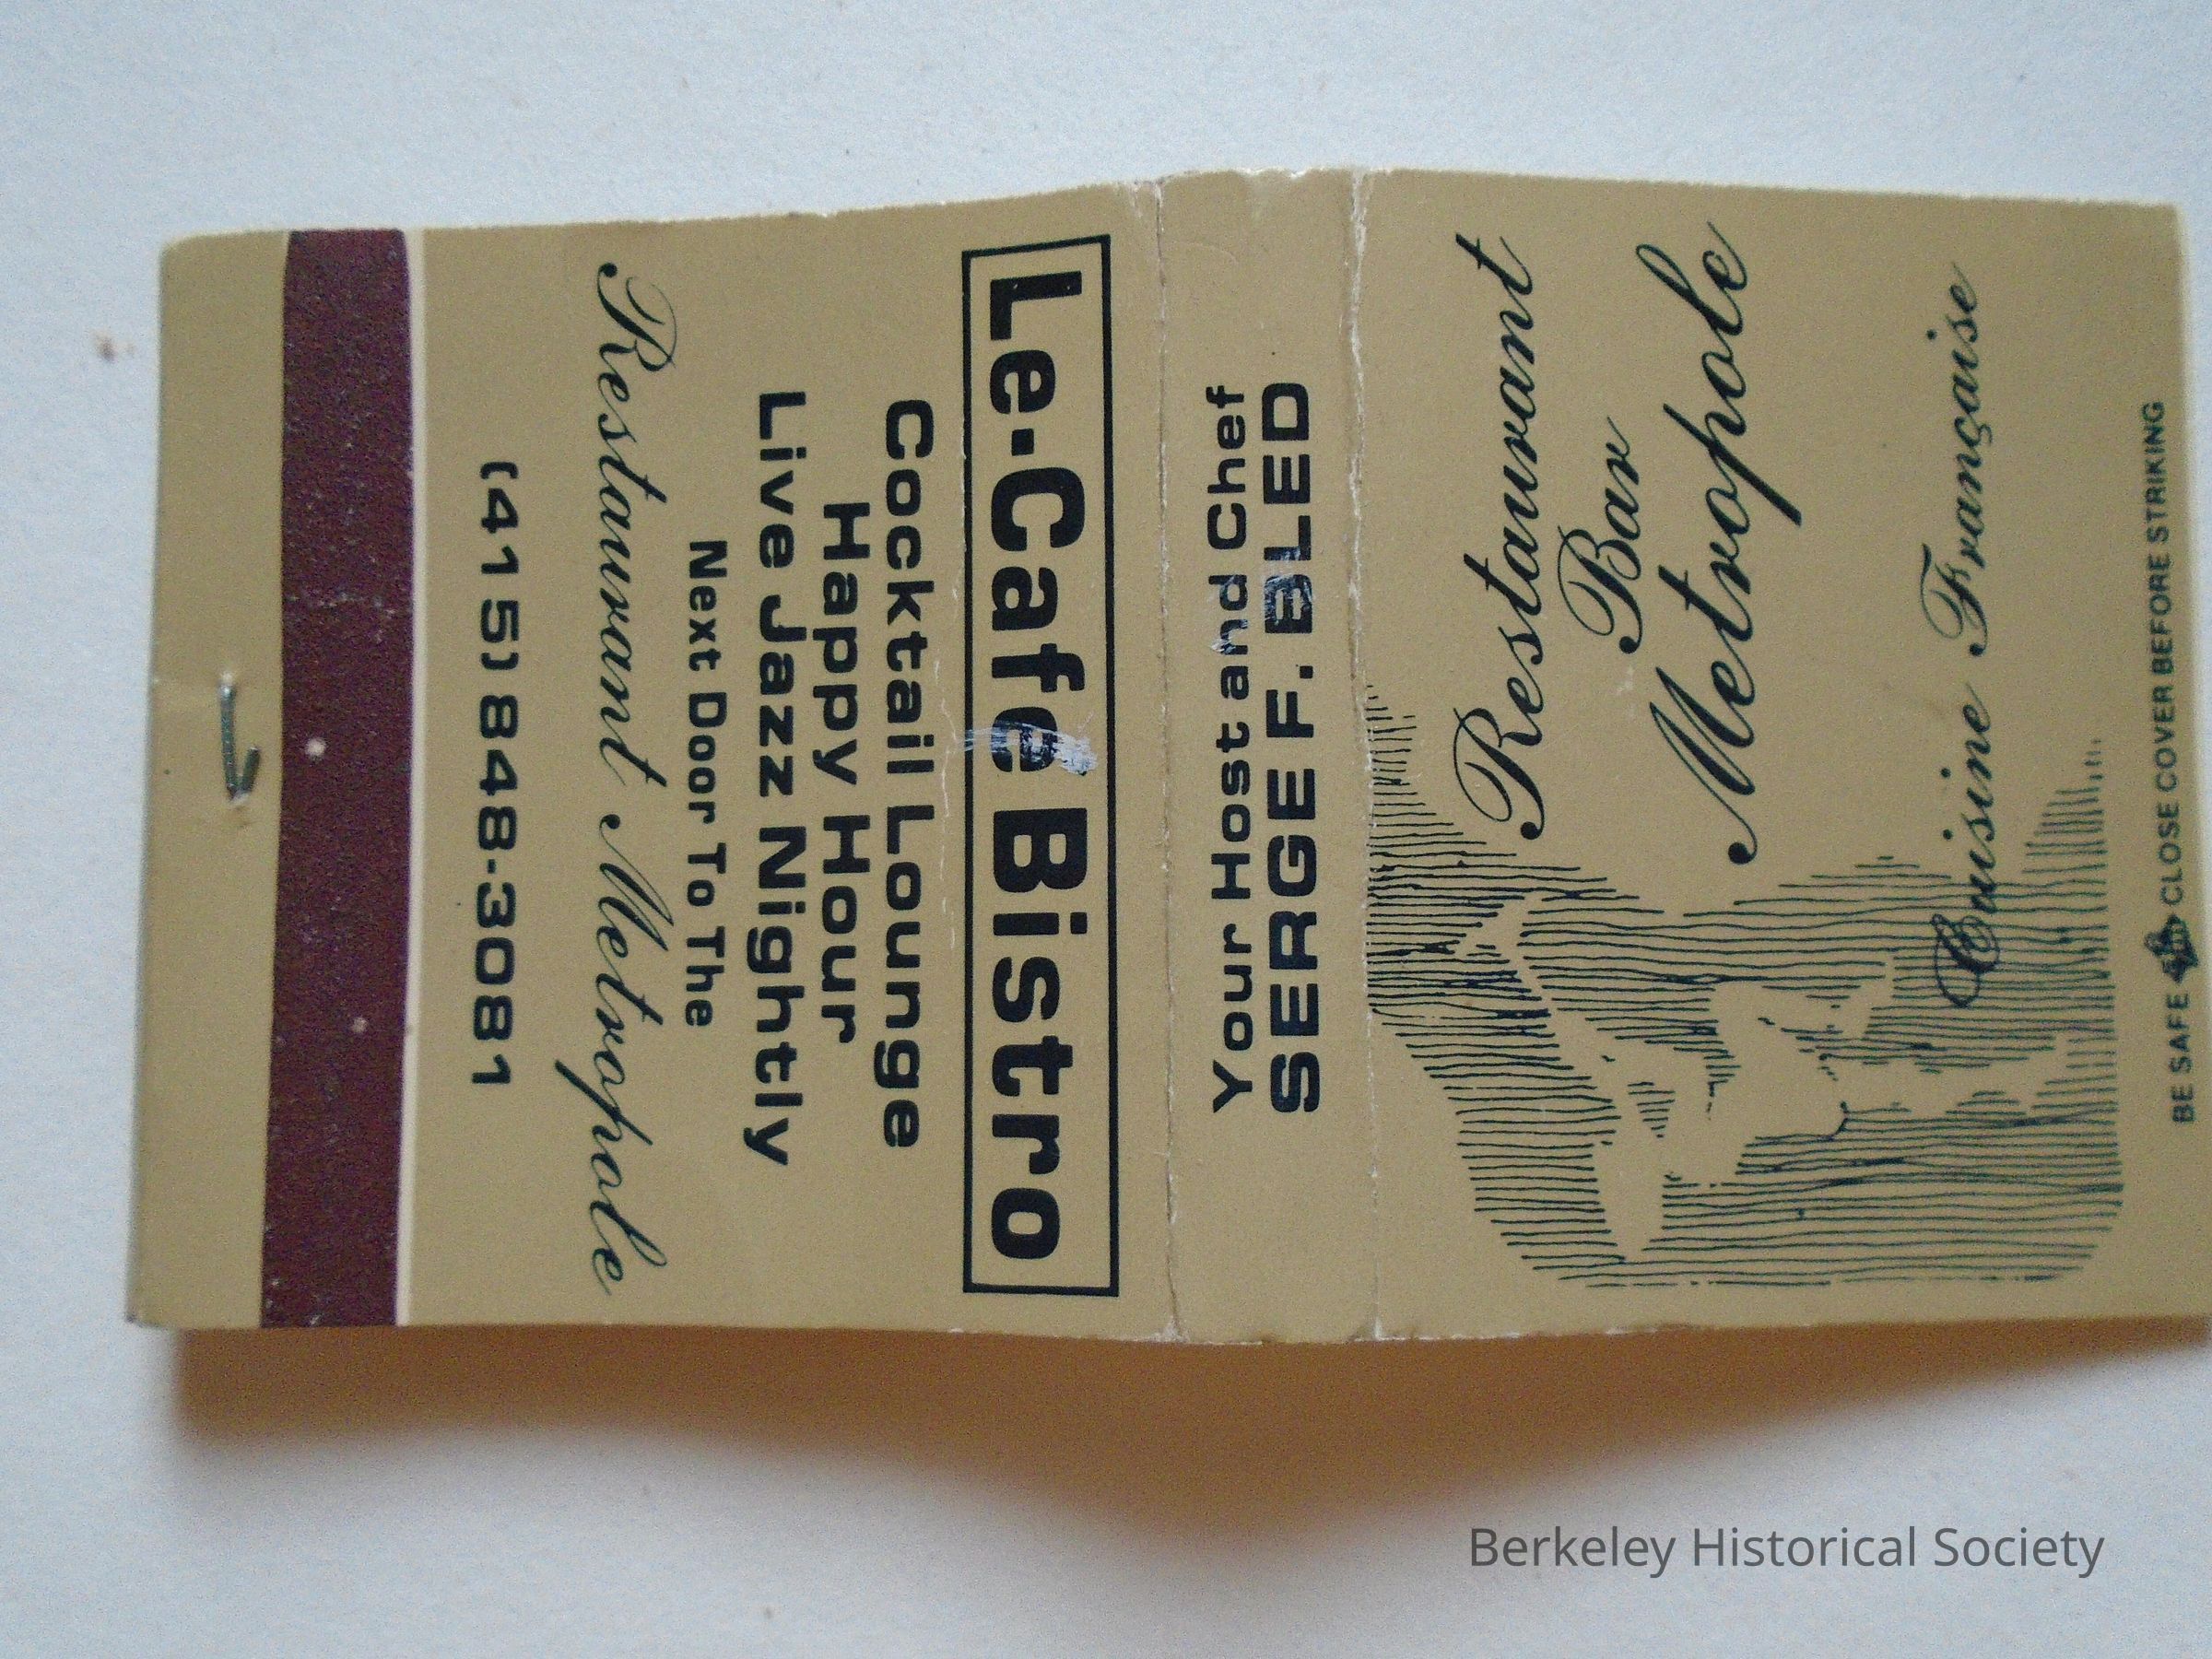 Le-Cafe Bistro
Cocktail Lounge
Happy Hour
Live Jazz Nightly
Next Door To The
Restaurant Metropole
(415) 848-3081
Your Host and Chef
SERGE F. BLED
Restaurant
Bar
Metropole
Cuisine Française
BE SAFE CLOSE COVER BEFORE STRIKING
Berkeley Historical Society